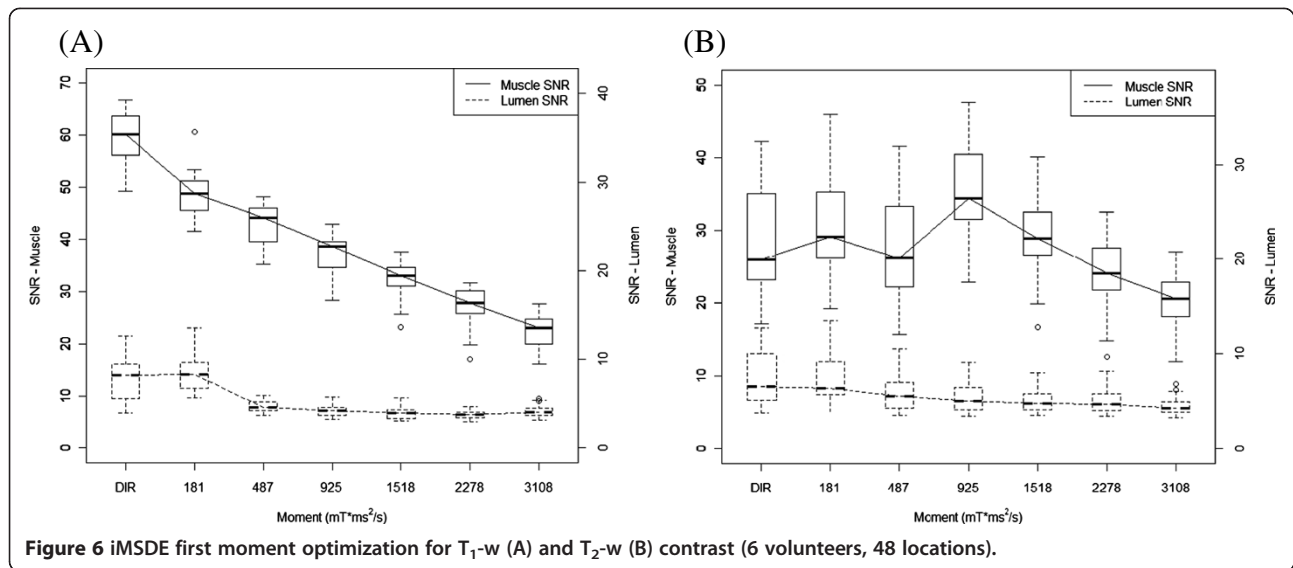 (A)
Muscle SNR
Lumen SNR
SNR - Muscle
70
60
50
40
30
20
10
0
SNR - Lumen
40
30
20
10
0
DIR 181 487 925 1518 2278 3108
Moment (mT*ms²/s)
(B)
Muscle SNR
Lumen SNR
SNR - Muscle
50
40
30
20
10
0
SNR - Lumen
30
20
10
0
DIR 181 487 925 1518 2278 3108
Moment (mT*ms²/s)
Figure 6 iMSDE first moment optimization for T₁-w (A) and T₂-w (B) contrast (6 volunteers, 48 locations).